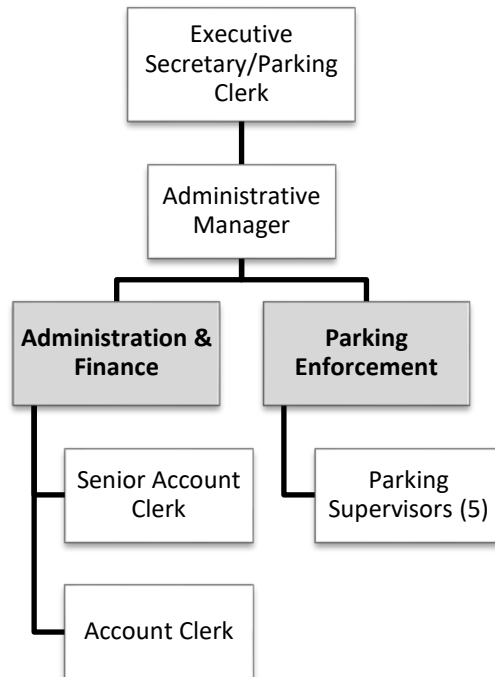 Executive
Secretary/Parking
Clerk
Administrative
Manager
Administration &
Finance
Parking
Enforcement
Senior Account
Clerk
Parking
Supervisors (5)
Account Clerk